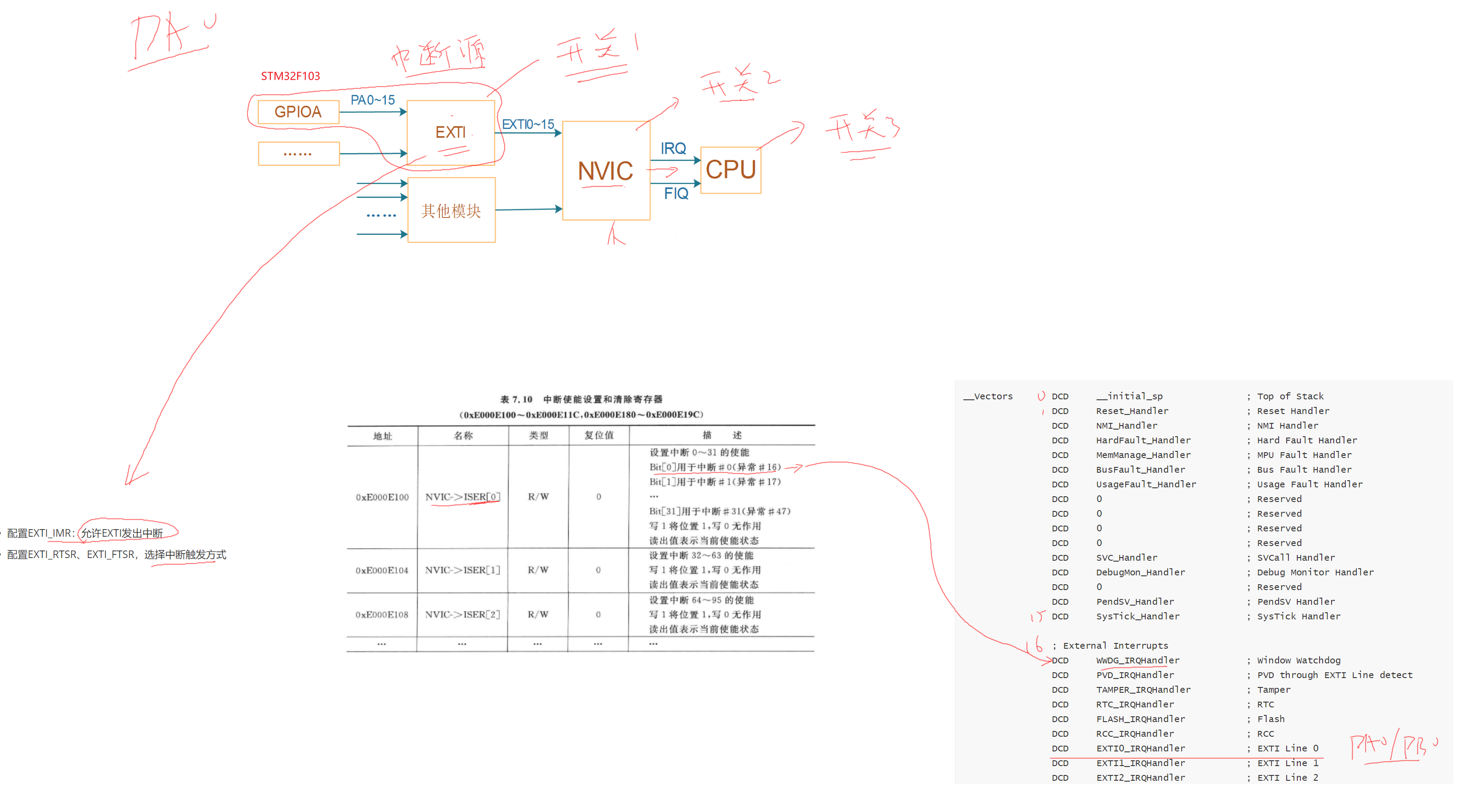 PA0
中断源
开关1
开关2
开关3
STM32F103
GPIOA
PA0~15
EXTI
EXTI0~15
……
NVIC
IRQ
FIQ
CPU
其他模块
……
配置EXTI_IMR：允许EXTI发出中断
配置EXTI_RTSR、EXTI_FTSR，选择中断触发方式
表 7.10 中断使能设置和清除寄存器
(0xE000E100～0xE000E11C,0xE000E180～0xE000E19C)
地址 名称 类型 复位值 描 述
0xE000E100 NVIC->ISER[0] R/W 0
设置中断 0～31 的使能
Bit[0]用于中断#0(异常#16)
Bit[1]用于中断#1(异常#17)
…
Bit[31]用于中断#31(异常#47)
写 1 将位置 1,写 0 无作用
读出值表示当前使能状态
0xE000E104 NVIC->ISER[1] R/W 0
设置中断 32～63 的使能
写 1 将位置 1,写 0 无作用
读出值表示当前使能状态
0xE000E108 NVIC->ISER[2] R/W 0
设置中断 64～95 的使能
写 1 将位置 1,写 0 无作用
读出值表示当前使能状态
… … … … …
__Vectors 0 DCD __initial_sp ; Top of Stack
1 DCD Reset_Handler ; Reset Handler
DCD NMI_Handler ; NMI Handler
DCD HardFault_Handler ; Hard Fault Handler
DCD MemManage_Handler ; MPU Fault Handler
DCD BusFault_Handler ; Bus Fault Handler
DCD UsageFault_Handler ; Usage Fault Handler
DCD 0 ; Reserved
DCD 0 ; Reserved
DCD 0 ; Reserved
DCD 0 ; Reserved
DCD SVC_Handler ; SVCall Handler
DCD DebugMon_Handler ; Debug Monitor Handler
DCD 0 ; Reserved
DCD PendSV_Handler ; PendSV Handler
15 DCD SysTick_Handler ; SysTick Handler
16 ; External Interrupts
DCD WWDG_IRQHandler ; Window Watchdog
DCD PVD_IRQHandler ; PVD through EXTI Line detect
DCD TAMPER_IRQHandler ; Tamper
DCD RTC_IRQHandler ; RTC
DCD FLASH_IRQHandler ; Flash
DCD RCC_IRQHandler ; RCC
DCD EXTI0_IRQHandler ; EXTI Line 0
PA0/PB0
DCD EXTI1_IRQHandler ; EXTI Line 1
DCD EXTI2_IRQHandler ; EXTI Line 2